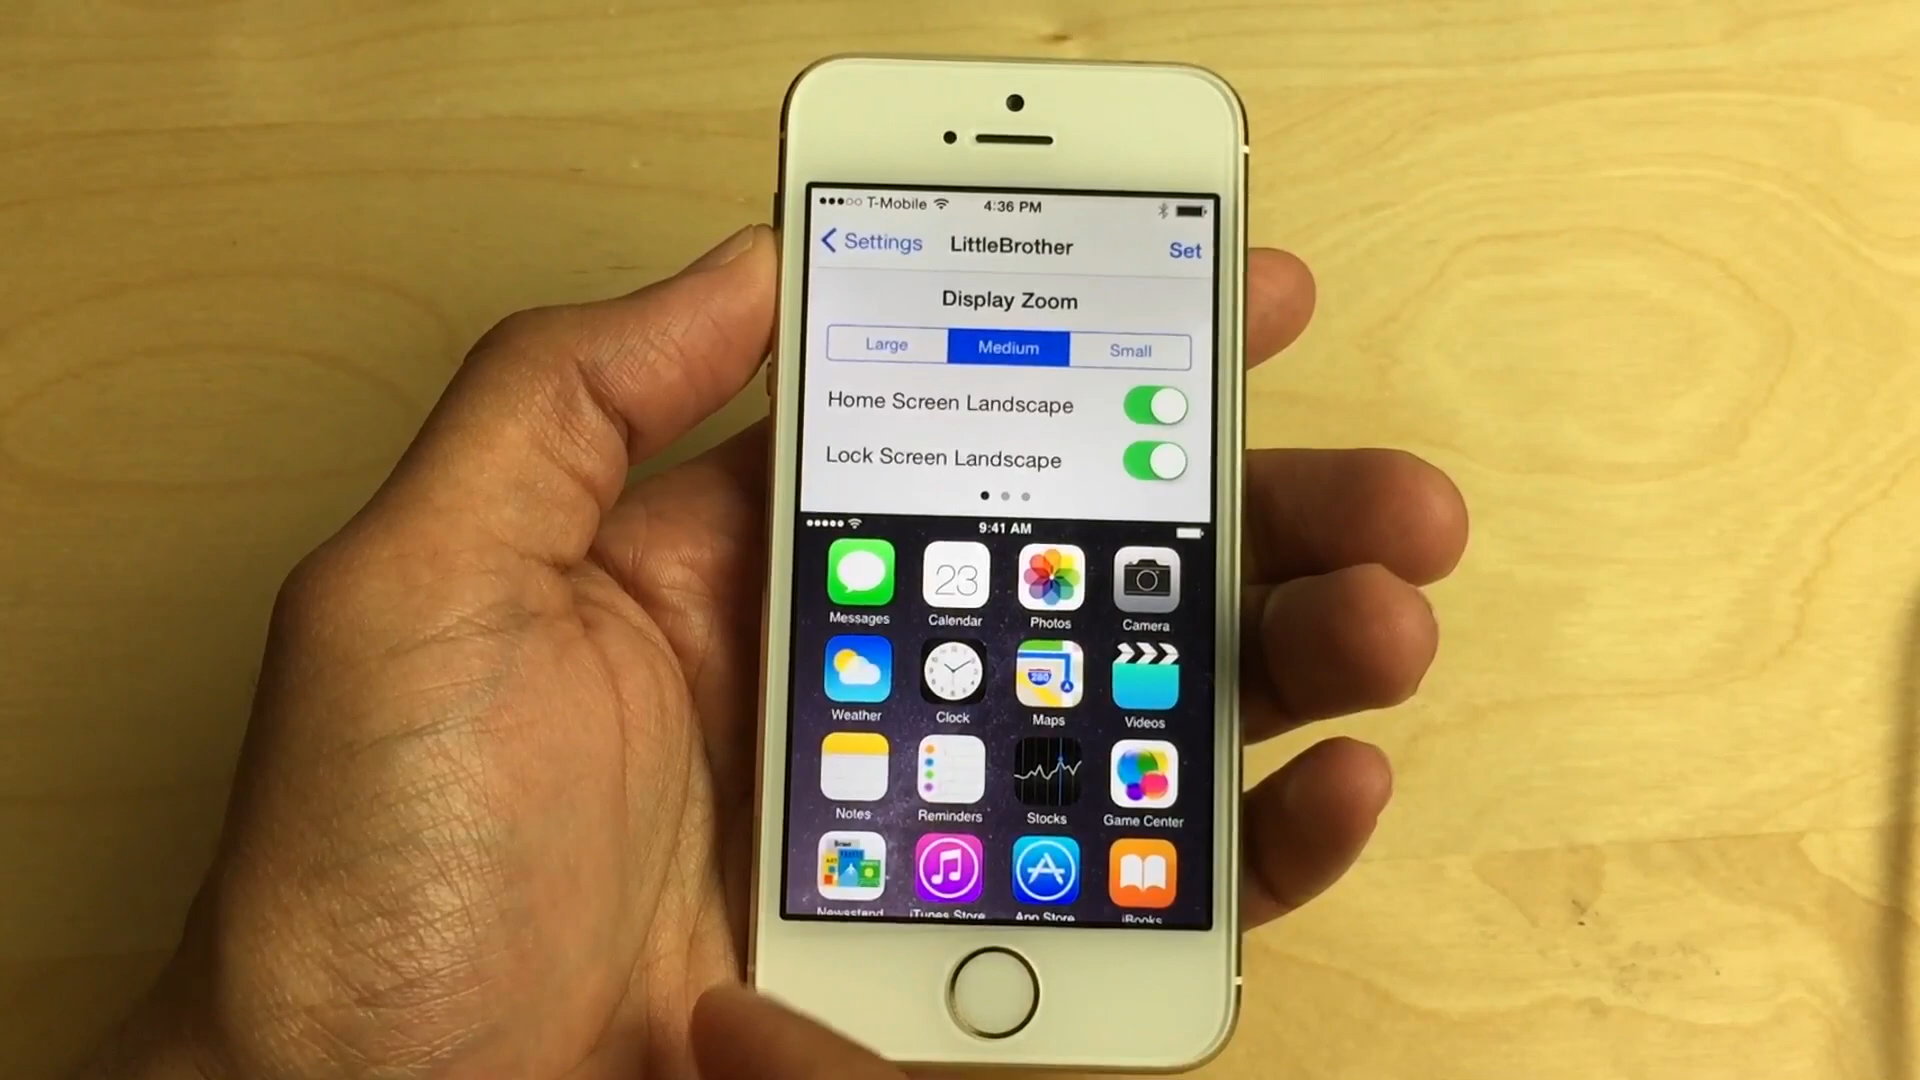 T-Mobile 4:36 PM
Settings LittleBrother Set
Display Zoom
Large Medium Small
Home Screen Landscape
Lock Screen Landscape
9:41 AM
23
Messages Calendar Photos Camera
280
Weather Clock Maps Videos
Notes Reminders Stocks Game Center
Newsstand iTunes Store App Store iBooks